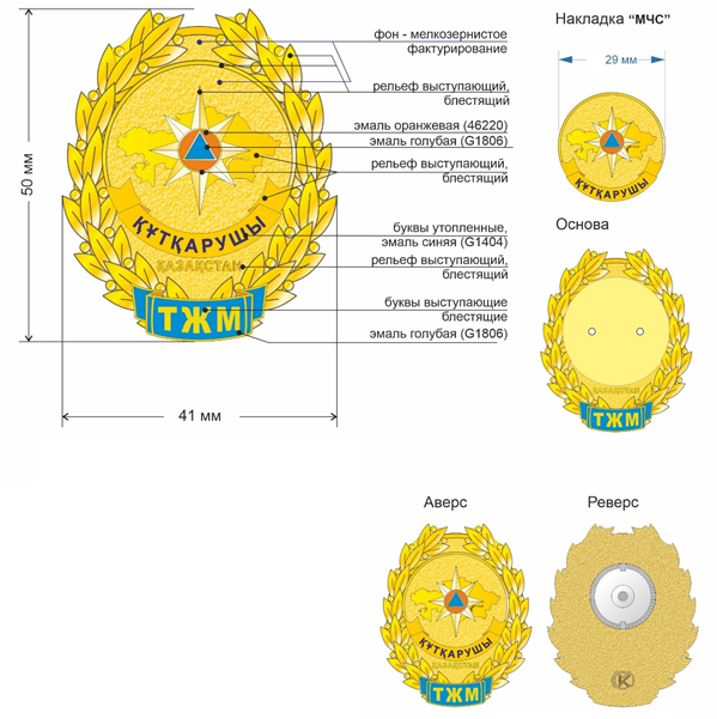 фон - мелкозернистое
фактурирование
рельеф выступающий,
блестящий
эмаль оранжевая (46220)
эмаль голубая (G1806)
рельеф выступающий,
блестящий
буквы утопленные,
эмаль синяя (G1404)
рельеф выступающий,
блестящий
буквы выступающие
блестящие
эмаль голубая (G1806)
50 мм
41 мм
ҚҰТҚАРУШЫ
ҚАЗАҚСТАН
ТЖМ
Накладка “МЧС”
29 мм
ҚҰТҚАРУШЫ
Основа
ҚАЗАҚСТАН
ТЖМ
Аверс
ҚҰТҚАРУШЫ
ҚАЗАҚСТАН
ТЖМ
Реверс
К